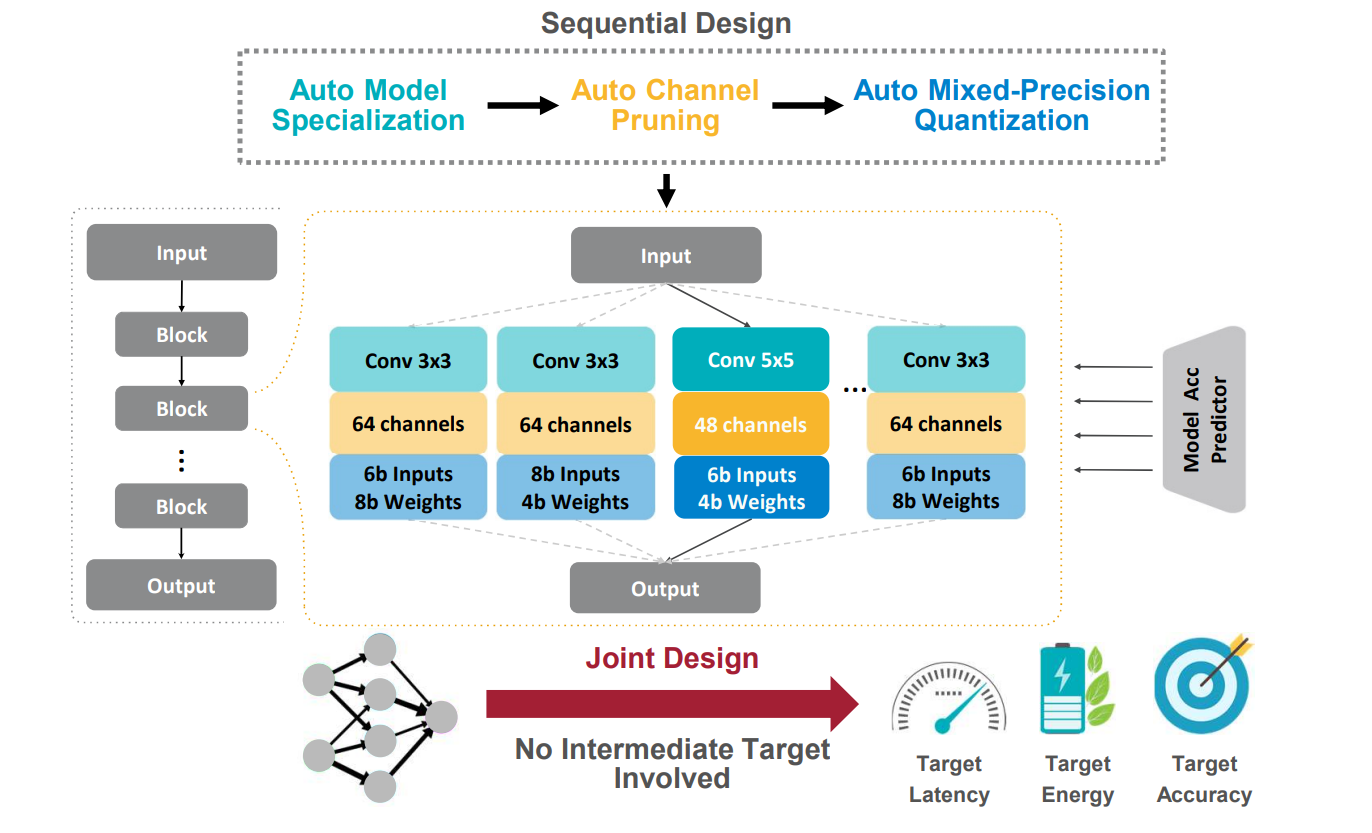 Sequential Design
Auto Model
Specialization
Auto Channel
Pruning
Auto Mixed-Precision
Quantization
Input
Block
Block
Block
Output
Input
Conv 3x3
64 channels
6b Inputs
8b Weights
Conv 3x3
64 channels
8b Inputs
4b Weights
Conv 5x5
48 channels
6b Inputs
4b Weights
...
Conv 3x3
64 channels
6b Inputs
8b Weights
Output
Model Acc
Predictor
Joint Design
No Intermediate Target
Involved
Target
Latency
Target
Energy
Target
Accuracy